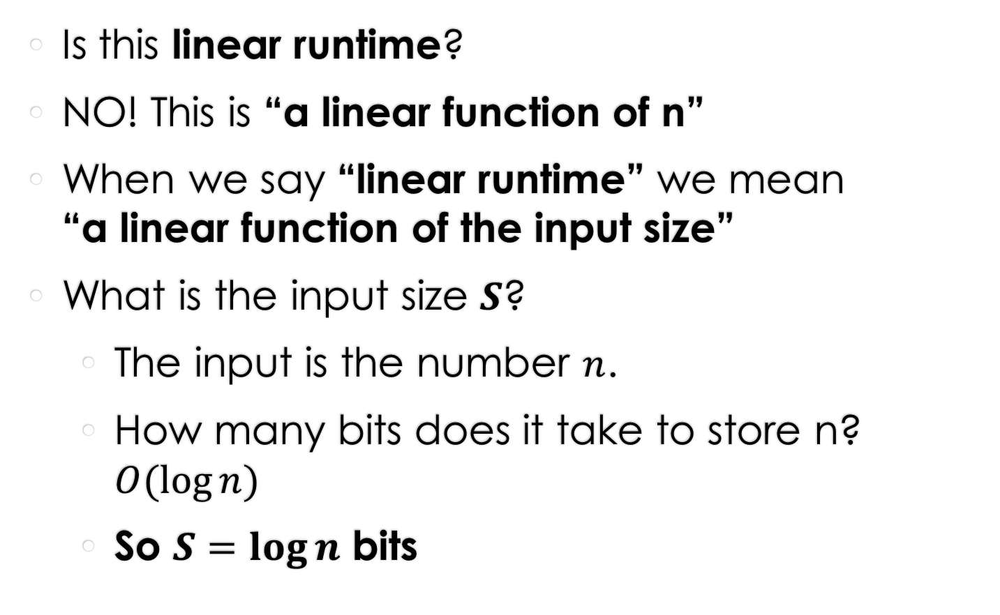 Is this linear runtime?
NO! This is “a linear function of n”
When we say “linear runtime” we mean
“a linear function of the input size”
What is the input size S?
The input is the number n.
How many bits does it take to store n?
O(log n)
So S = log n bits